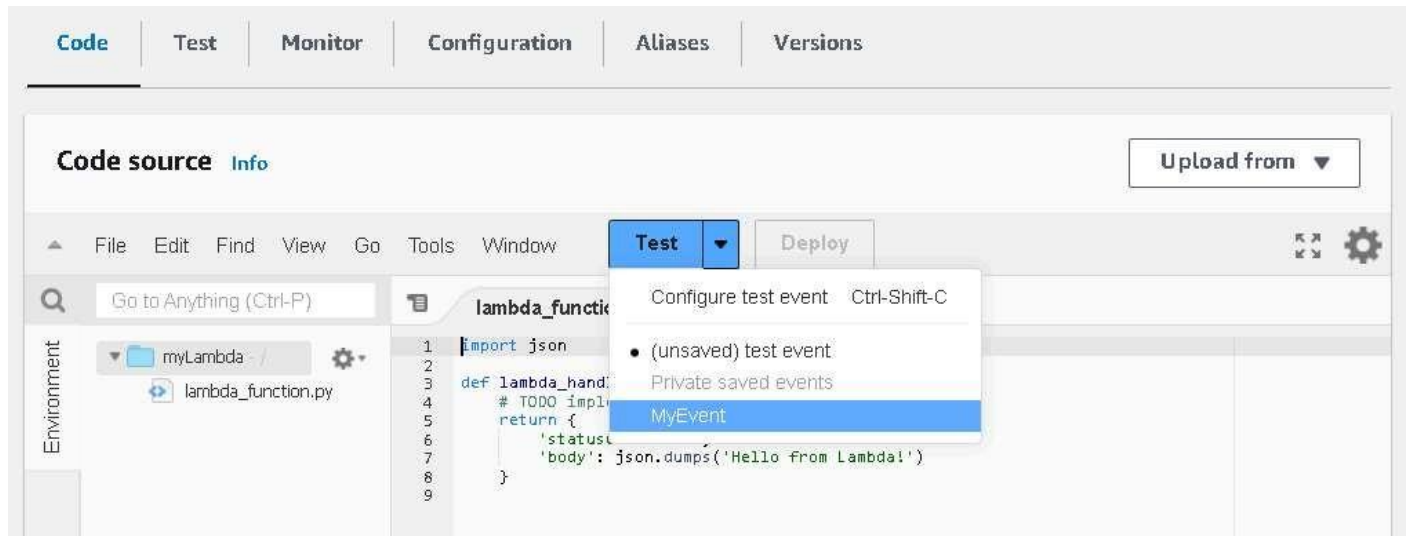 Code Test Monitor Configuration Aliases Versions
Code source Info
Upload from
File Edit Find View Go Tools Window Test Deploy
Go to Anything (Ctrl-P)
lambda_functi
Configure test event Ctrl-Shift-C
(unsaved) test event
Private saved events
MyEvent
Environment
myLambda - /
lambda_function.py
1 import json
2
3 def lambda_hand
4 # TODO impl
5 return {
6 'status
7 'body': json.dumps('Hello from Lambda!')
8 }
9